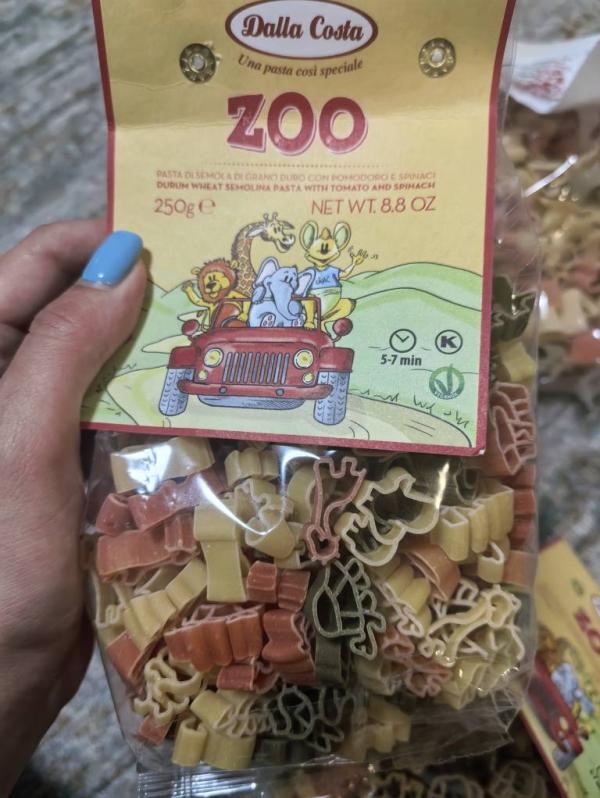 Dalla Costa
Una pasta così speciale
ZOO
PASTA DI SEMOLA DI GRANO DURO CON POMODORO E SPINACI
DURUM WHEAT SEMOLINA PASTA WITH TOMATO AND SPINACH
250g e NET WT. 8.8 OZ
5-7 min
K